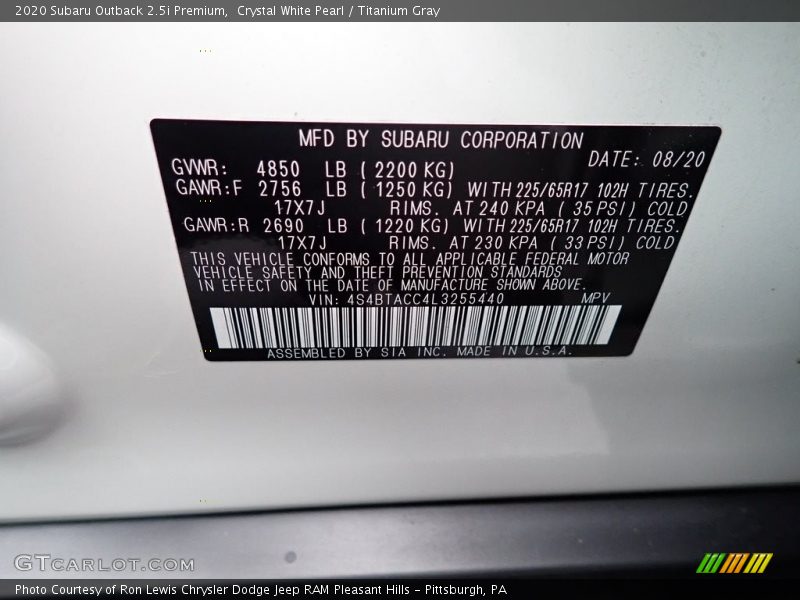 2020 Subaru Outback 2.5i Premium,  Crystal White Pearl / Titanium Gray
MFD BY SUBARU CORPORATION
DATE: 08/20
GVWR: 4850 LB ( 2200 KG)
GAWR:F 2756 LB ( 1250 KG) WITH 225/65R17 102H TIRES.
17X7J RIMS. AT 240 KPA ( 35 PSI) COLD
GAWR:R 2690 LB ( 1220 KG) WITH 225/65R17 102H TIRES.
17X7J RIMS. AT 230 KPA ( 33 PSI) COLD
THIS VEHICLE CONFORMS TO ALL APPLICABLE FEDERAL MOTOR
VEHICLE SAFETY AND THEFT PREVENTION STANDARDS
IN EFFECT ON THE DATE OF MANUFACTURE SHOWN ABOVE.
VIN: 4S4BTACC4L3255440 MPV
ASSEMBLED BY SIA INC. MADE IN U.S.A.
GTCarLot.com
Photo Courtesy of Ron Lewis Chrysler Dodge Jeep RAM Pleasant Hills - Pittsburgh, PA